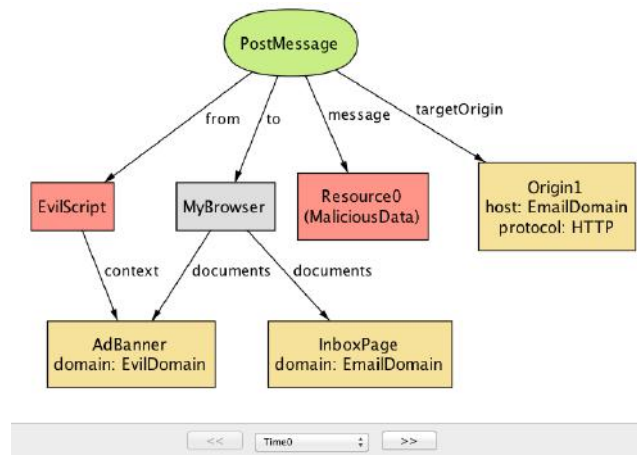 PostMessage
from
to
message
targetOrigin
EvilScript
MyBrowser
Resource0
(MaliciousData)
Origin1
host: EmailDomain
protocol: HTTP
context
documents
documents
AdBanner
domain: EvilDomain
InboxPage
domain: EmailDomain
<<
Time0
>>